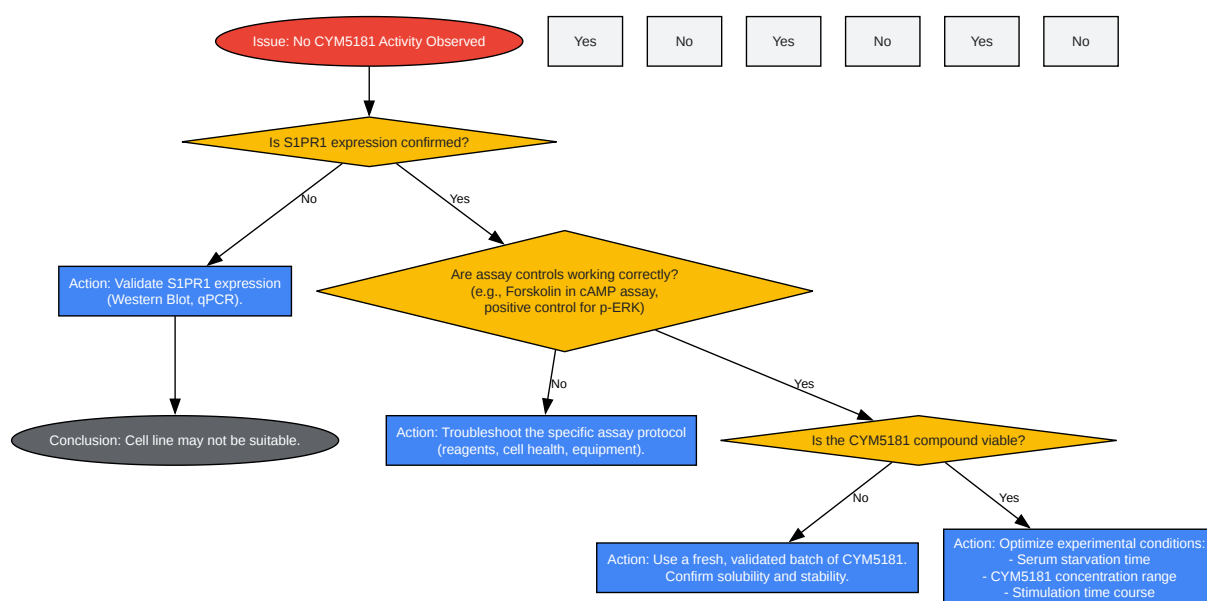 Issue: No CYM5181 Activity Observed
Yes
No
Yes
No
Yes
No
Is S1PR1 expression confirmed?
No
Yes
Action: Validate S1PR1 expression
(Western Blot, qPCR).
Are assay controls working correctly?
(e.g., Forskolin in cAMP assay,
positive control for p-ERK)
No
Yes
Conclusion: Cell line may not be suitable.
Action: Troubleshoot the specific assay protocol
(reagents, cell health, equipment).
Is the CYM5181 compound viable?
No
Yes
Action: Use a fresh, validated batch of CYM5181.
Confirm solubility and stability.
Action: Optimize experimental conditions:
- Serum starvation time
- CYM5181 concentration range
- Stimulation time course